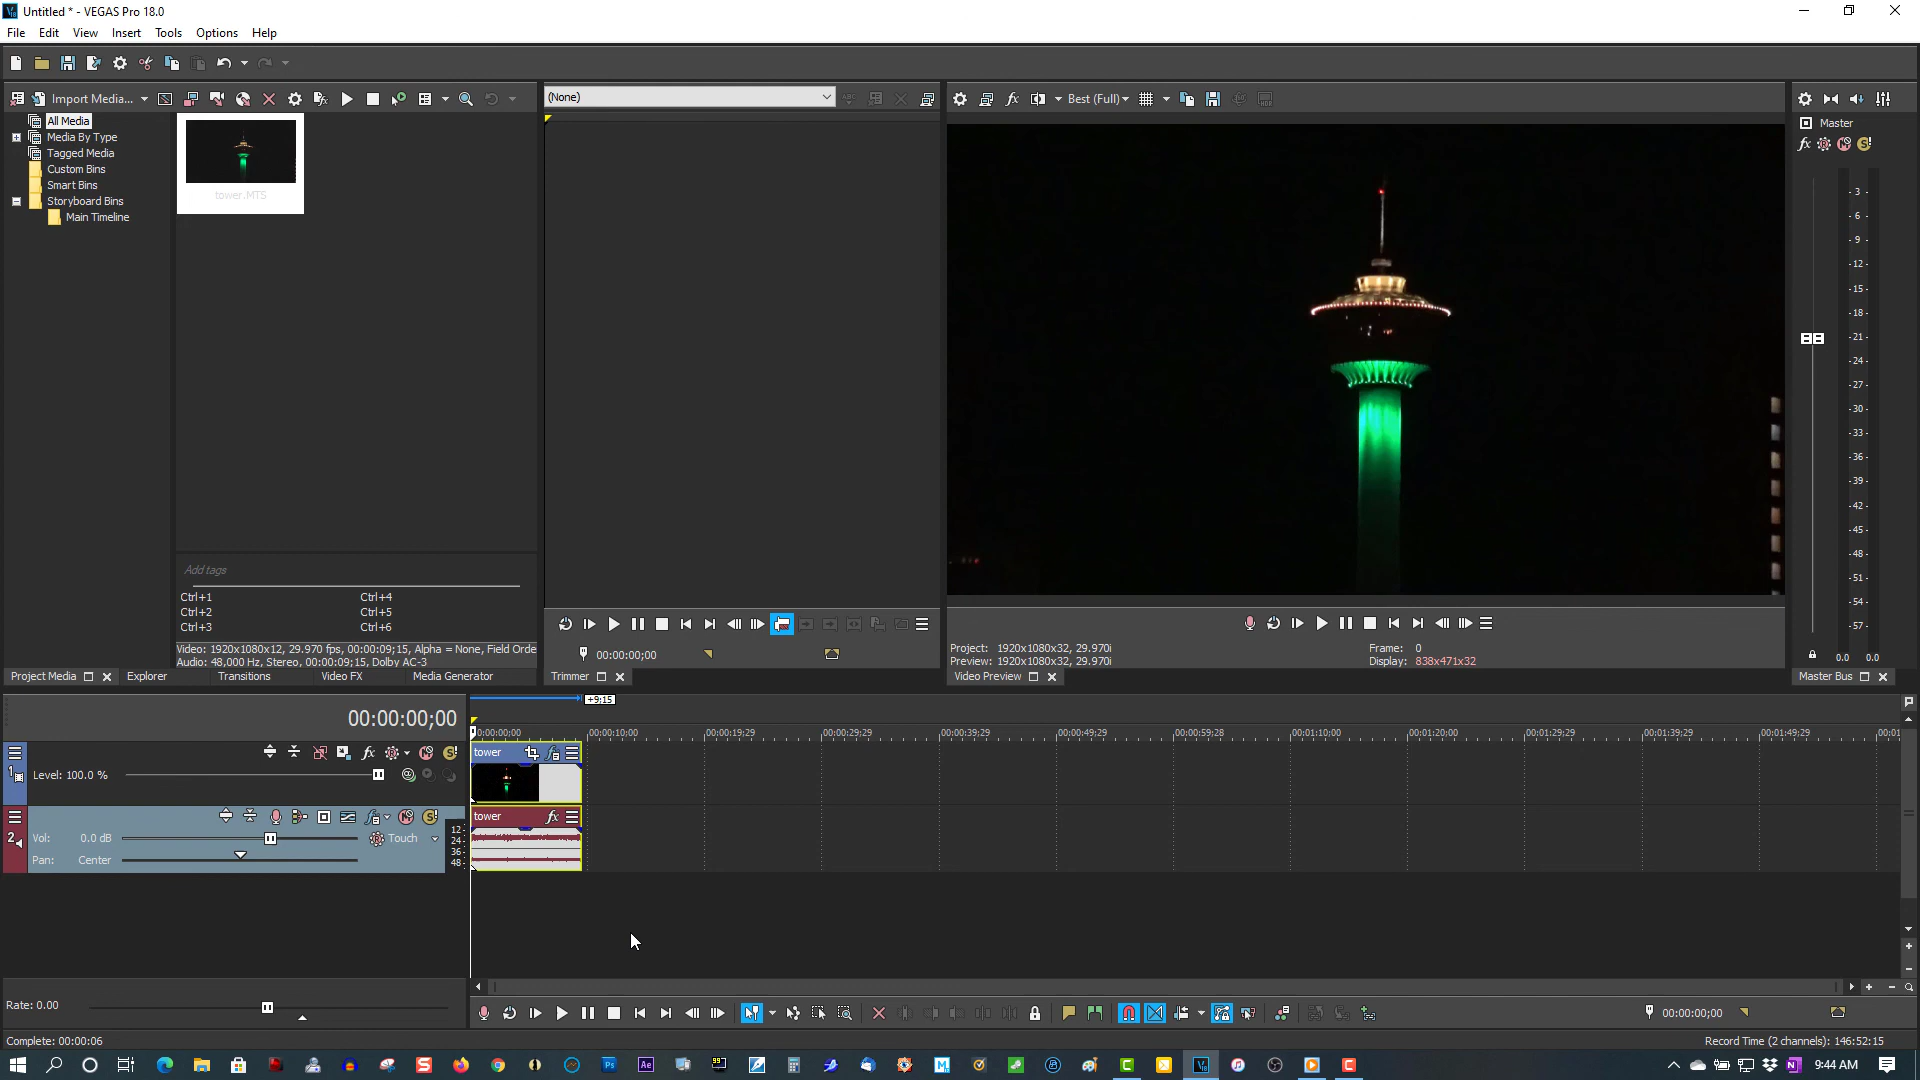 Untitled * - VEGAS Pro 18.0
File Edit View Insert Tools Options Help
Import Media...
(None)
Best (Full)
All Media
Media By Type
Tagged Media
Custom Bins
Smart Bins
Storyboard Bins
Main Timeline
tower.MTS
Master
- 3 -
- 6 -
- 9 -
- 12 -
- 15 -
- 18 -
- 21 -
- 24 -
- 27 -
- 30 -
- 33 -
- 36 -
- 39 -
- 42 -
- 45 -
- 48 -
- 51 -
- 54 -
- 57 -
0.0 0.0
Add tags
Ctrl+1 Ctrl+4
Ctrl+2 Ctrl+5
Ctrl+3 Ctrl+6
Video: 1920x1080x12, 29.970 fps, 00:00:09;15, Alpha = None, Field Orde
Audio: 48,000 Hz, Stereo, 00:00:09;15, Dolby AC-3
00:00:00;00
Project: 1920x1080x32, 29.970i
Preview: 1920x1080x32, 29.970i
Frame: 0
Display: 838x471x32
Project Media Explorer Transitions Video FX Media Generator
Trimmer
Video Preview
Master Bus
00:00:00;00
+9;15
0:00:00;00 00:00:10;00 00:00:19;29 00:00:29;29 00:00:39;29 00:00:49;29 00:00:59;28 00:01:10;00 00:01:20;00 00:01:29;29 00:01:39;29 00:01:49;29 00:01
1
Level: 100.0 %
tower
2
Vol: 0.0 dB
Touch
Pan: Center
12-
24-
36-
48-
tower
Rate: 0.00
00:00:00;00
Complete: 00:00:06
Record Time (2 channels): 146:52:15
9:44 AM